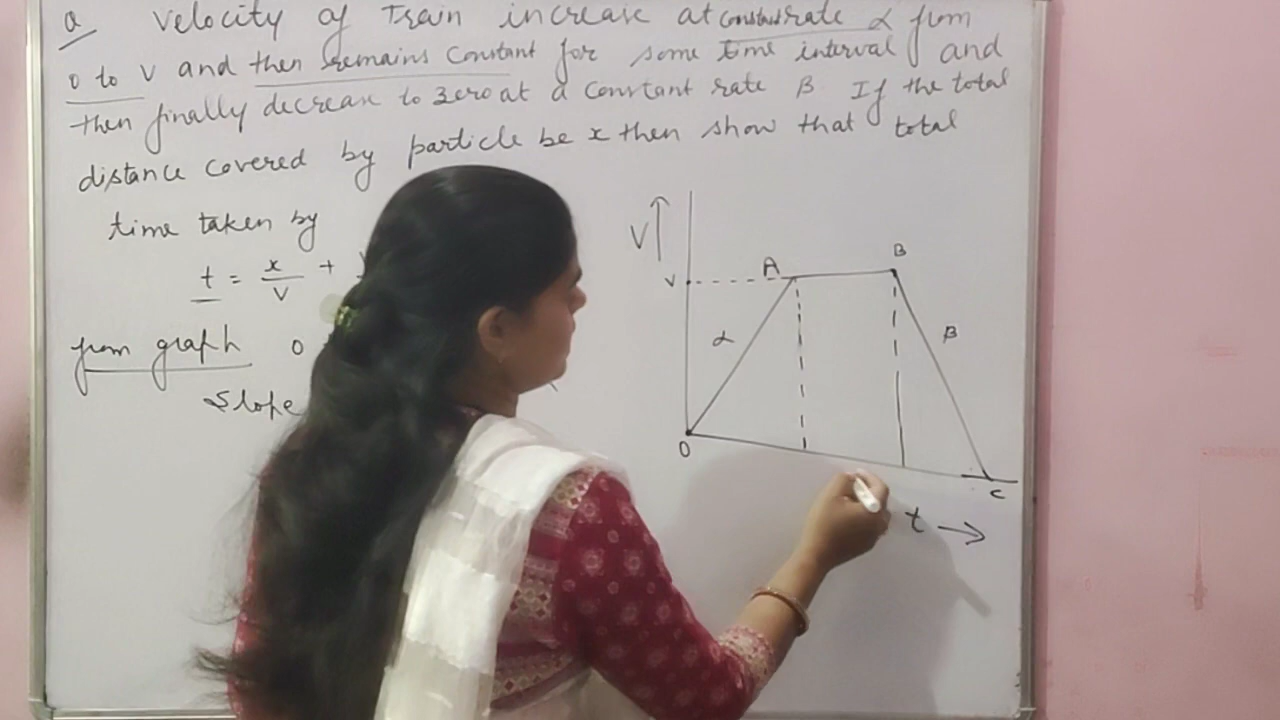 Q Velocity of Train increase at constant rate α from
0 to V and then remains constant for some time interval and
then finally decrease to zero at a constant rate β If the total
distance covered by particle be x then show that total
time taken by
t = x/V +
from graph O
Slope
V
V
A
B
α
β
O
C
t